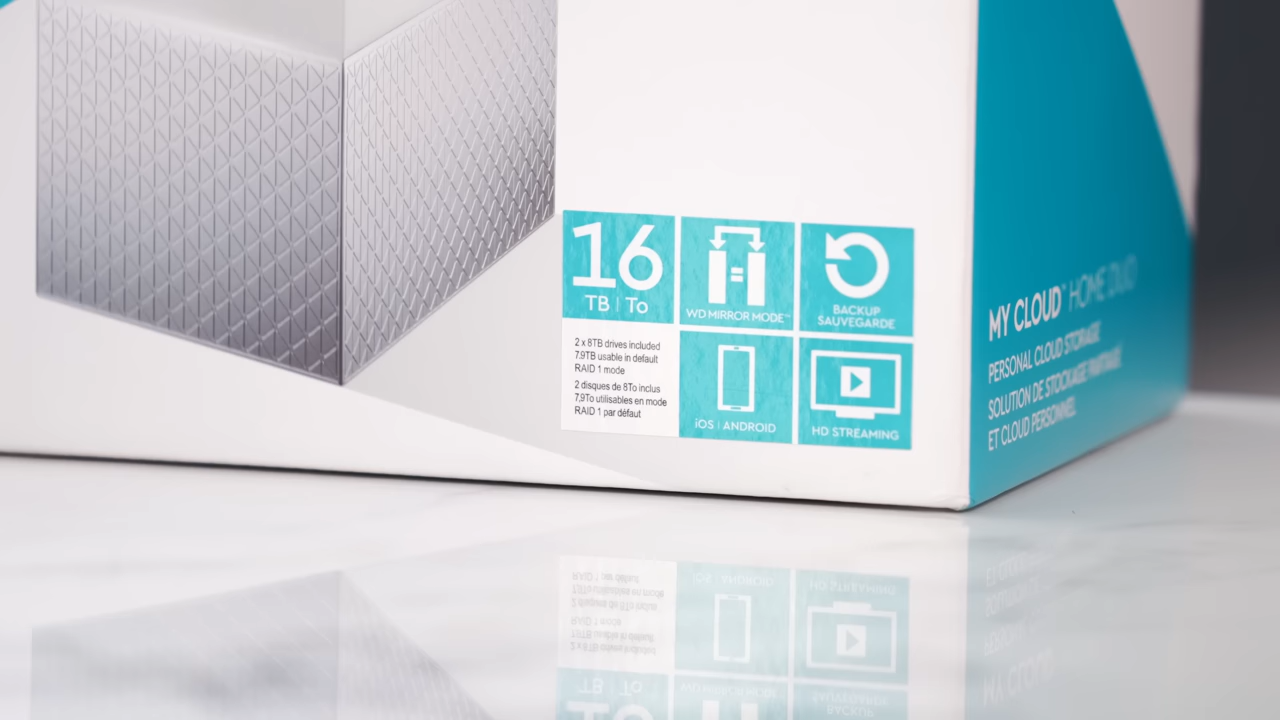 16
TB | To
WD MIRROR MODE™
BACKUP
SAUVEGARDE
2 x 8TB drives included
7.9TB usable in default
RAID 1 mode
2 disques de 8To inclus
7,9To utilisables en mode
RAID 1 par défaut
iOS | ANDROID
HD STREAMING
MY CLOUD™ HOME DUO
PERSONAL CLOUD STORAGE
SOLUTION DE STOCKAGE PARTAGÉ
ET CLOUD PERSONNEL